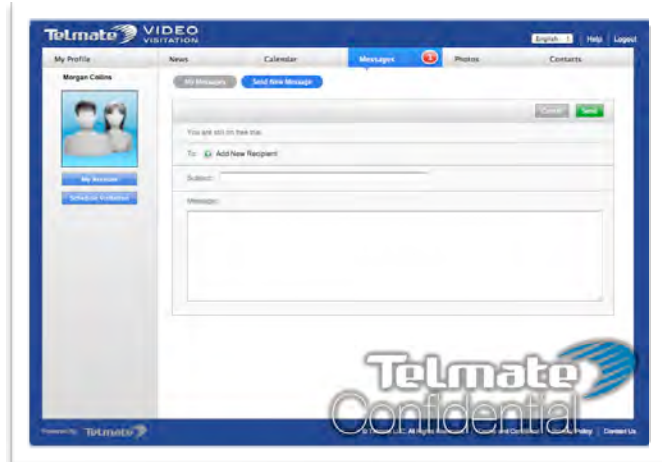 Telmate VIDEO VISITATION
English Help Logout
My Profile News Calendar Messages Photos Contacts
Morgan Collins
My Messages Send New Message
Cancel Send
You are still on free trial
To: Add New Recipient
Subject:
Message:
My Account
Schedule Visitation
Telmate
Confidential
Powered By Telmate
Policy Contact Us